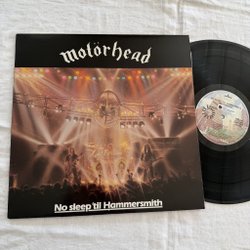 motörhead
No sleep 'til Hammersmith